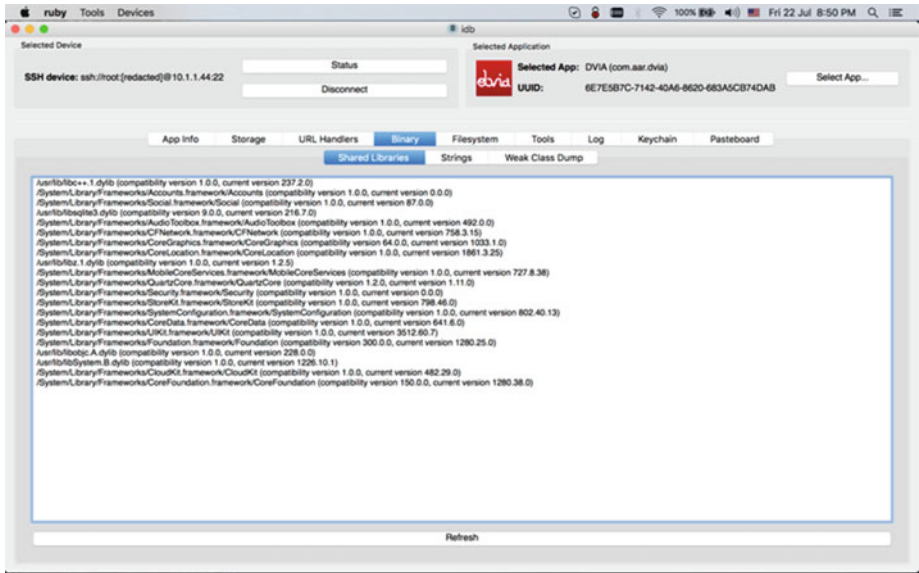 ruby Tools Devices 100% Fri 22 Jul 8:50 PM
idb
Selected Device
SSH device: ssh://root:[redacted]@10.1.1.44:22
Status
Disconnect
Selected Application
dvia
Selected App: DVIA (com.aar.dvia)
UUID: 6E7E5B7C-7142-40A6-8620-683A5CB74DAB
Select App...
App Info Storage URL Handlers Binary Filesystem Tools Log Keychain Pasteboard
Shared Libraries Strings Weak Class Dump
/usr/lib/libc++.1.dylib (compatibility version 1.0.0, current version 237.2.0)
/System/Library/Frameworks/Accounts.framework/Accounts (compatibility version 1.0.0, current version 0.0.0)
/System/Library/Frameworks/Social.framework/Social (compatibility version 1.0.0, current version 87.0.0)
/usr/lib/libsqlite3.dylib (compatibility version 9.0.0, current version 216.7.0)
/System/Library/Frameworks/AudioToolbox.framework/AudioToolbox (compatibility version 1.0.0, current version 492.0.0)
/System/Library/Frameworks/CFNetwork.framework/CFNetwork (compatibility version 1.0.0, current version 758.3.15)
/System/Library/Frameworks/CoreGraphics.framework/CoreGraphics (compatibility version 64.0.0, current version 1033.1.0)
/System/Library/Frameworks/CoreLocation.framework/CoreLocation (compatibility version 1.0.0, current version 1861.3.25)
/usr/lib/libz.1.dylib (compatibility version 1.0.0, current version 1.2.5)
/System/Library/Frameworks/MobileCoreServices.framework/MobileCoreServices (compatibility version 1.0.0, current version 727.8.38)
/System/Library/Frameworks/QuartzCore.framework/QuartzCore (compatibility version 1.2.0, current version 1.11.0)
/System/Library/Frameworks/Security.framework/Security (compatibility version 1.0.0, current version 0.0.0)
/System/Library/Frameworks/StoreKit.framework/StoreKit (compatibility version 1.0.0, current version 798.46.0)
/System/Library/Frameworks/SystemConfiguration.framework/SystemConfiguration (compatibility version 1.0.0, current version 802.40.13)
/System/Library/Frameworks/CoreData.framework/CoreData (compatibility version 1.0.0, current version 641.6.0)
/System/Library/Frameworks/UIKit.framework/UIKit (compatibility version 1.0.0, current version 3512.60.7)
/System/Library/Frameworks/Foundation.framework/Foundation (compatibility version 300.0.0, current version 1280.25.0)
/usr/lib/libobjc.A.dylib (compatibility version 1.0.0, current version 228.0.0)
/usr/lib/libSystem.B.dylib (compatibility version 1.0.0, current version 1226.10.1)
/System/Library/Frameworks/CloudKit.framework/CloudKit (compatibility version 1.0.0, current version 482.29.0)
/System/Library/Frameworks/CoreFoundation.framework/CoreFoundation (compatibility version 150.0.0, current version 1280.38.0)
Refresh